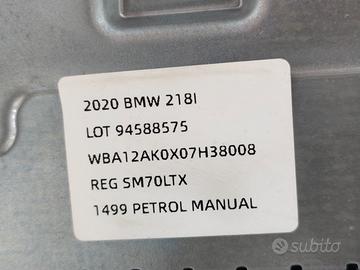 2020 BMW 218I
LOT 94588575
WBA12AK0X07H38008
REG SM70LTX
1499 PETROL MANUAL
subito